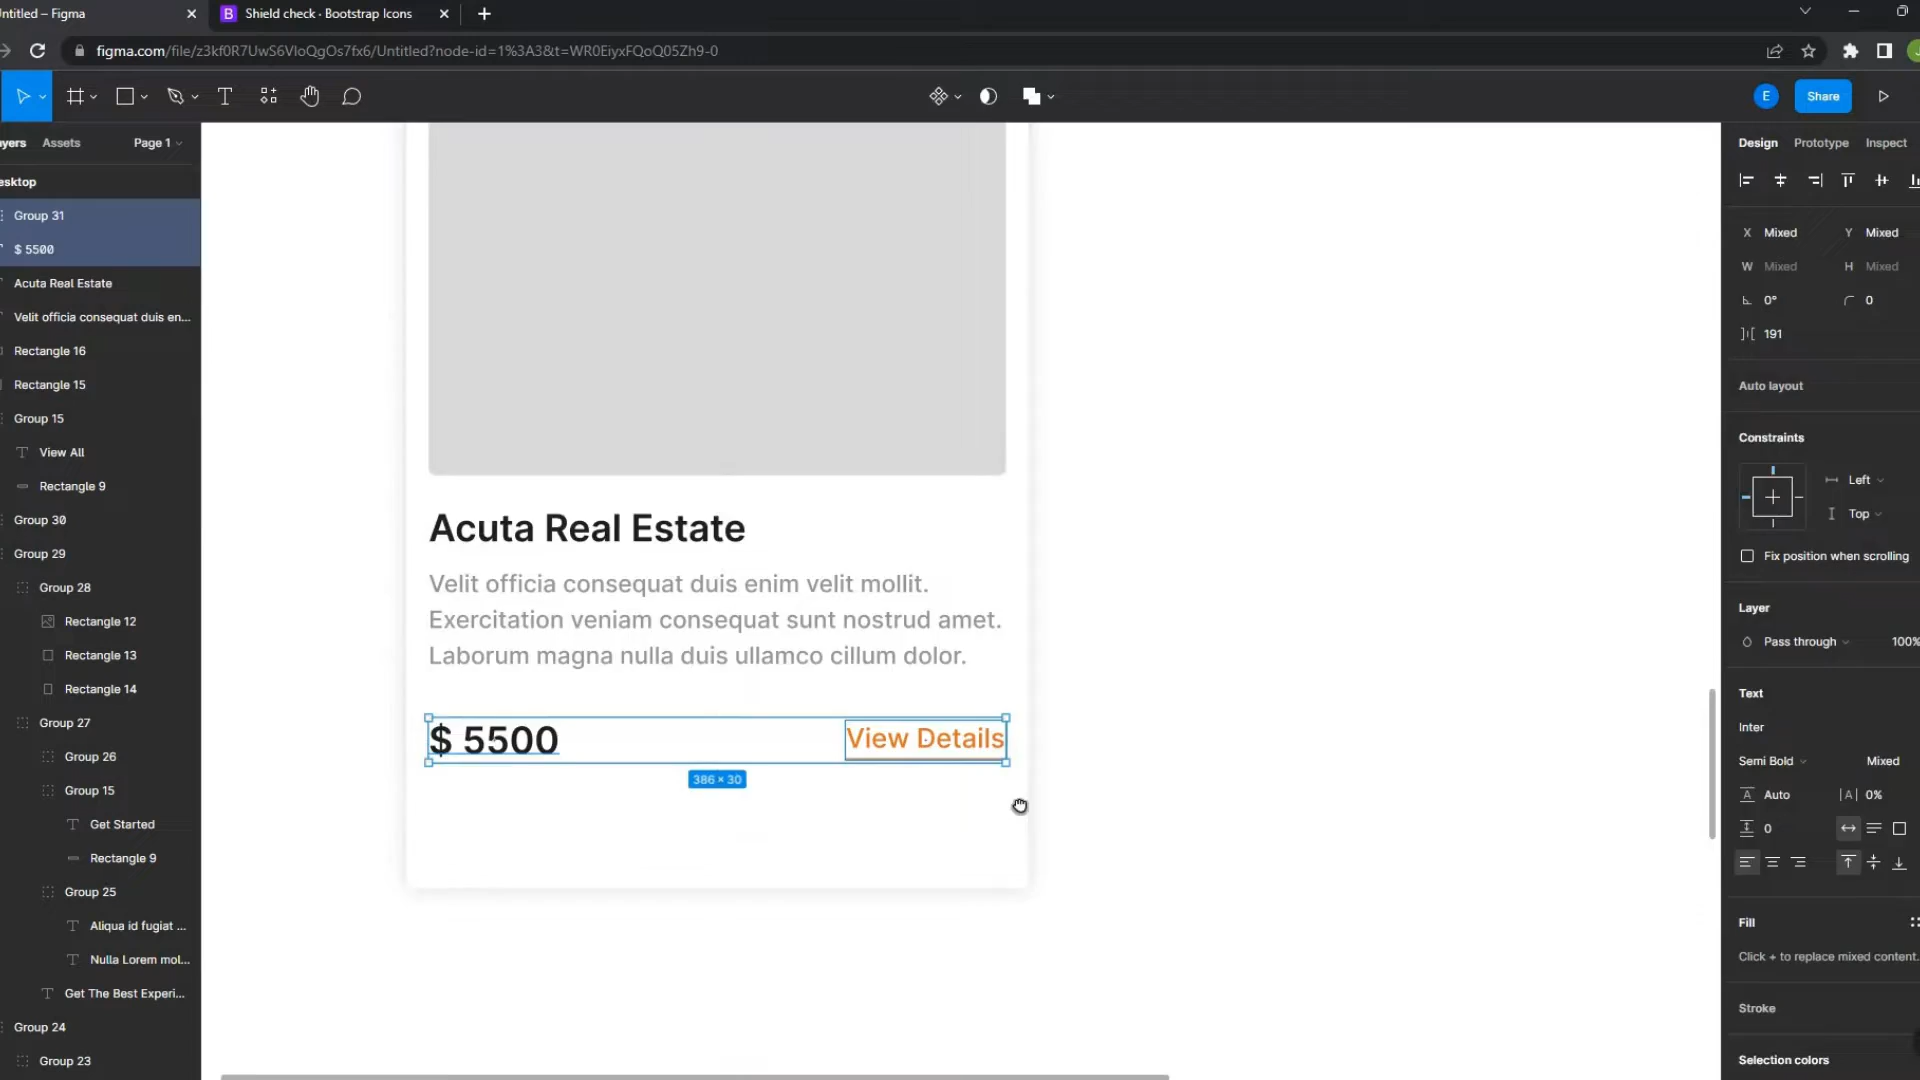 Untitled – Figma
Shield check · Bootstrap Icons
figma.com/file/z3kf0R7UwS6VIoQgOs7fx6/Untitled?node-id=1%3A3&t=WR0EiyxFQoQ05Zh9-0
E
Share
Layers
Assets
Page 1
Design
Prototype
Inspect
Desktop
Group 31
$ 5500
Acuta Real Estate
Velit officia consequat duis en...
Rectangle 16
Rectangle 15
Group 15
View All
Rectangle 9
Group 30
Group 29
Group 28
Rectangle 12
Rectangle 13
Rectangle 14
Group 27
Group 26
Group 15
Get Started
Rectangle 9
Group 25
Aliqua id fugiat ...
Nulla Lorem mol...
Get The Best Experi...
Group 24
Group 23
Acuta Real Estate
Velit officia consequat duis enim velit mollit.
Exercitation veniam consequat sunt nostrud amet.
Laborum magna nulla duis ullamco cillum dolor.
$ 5500
View Details
386 × 30
X Mixed Y Mixed
W Mixed H Mixed
0° 0
191
Auto layout
Constraints
Left
Top
Fix position when scrolling
Layer
Pass through 100%
Text
Inter
Semi Bold Mixed
Auto 0%
0
Fill
Click + to replace mixed content.
Stroke
Selection colors